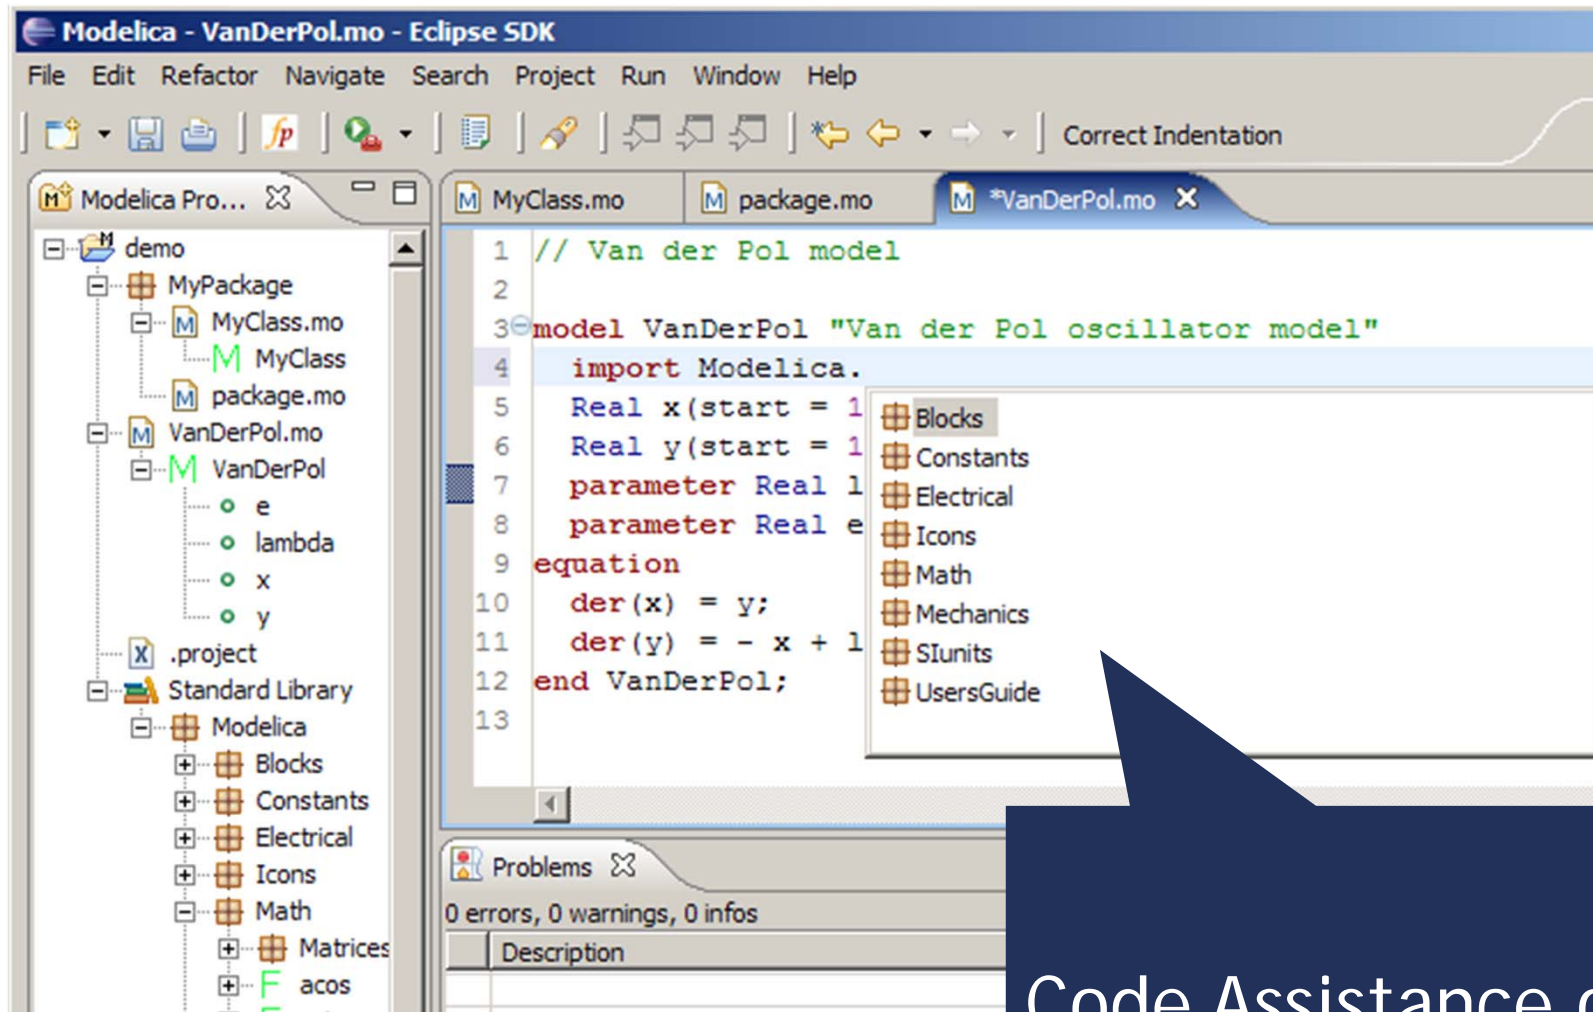 Modelica - VanDerPol.mo - Eclipse SDK
File Edit Refactor Navigate Search Project Run Window Help
fp Correct Indentation
Modelica Pro...
demo
MyPackage
MyClass.mo
MyClass
package.mo
VanDerPol.mo
VanDerPol
e
lambda
x
y
.project
Standard Library
Modelica
Blocks
Constants
Electrical
Icons
Math
Matrices
acos
MyClass.mo package.mo *VanDerPol.mo
1 // Van der Pol model
2
3 model VanDerPol "Van der Pol oscillator model"
4 import Modelica.
5 Real x(start = 1
6 Real y(start = 1
7 parameter Real l
8 parameter Real e
9 equation
10 der(x) = y;
11 der(y) = - x + l
12 end VanDerPol;
13
Blocks
Constants
Electrical
Icons
Math
Mechanics
SIunits
UsersGuide
Problems
0 errors, 0 warnings, 0 infos
Description
Code Assistance